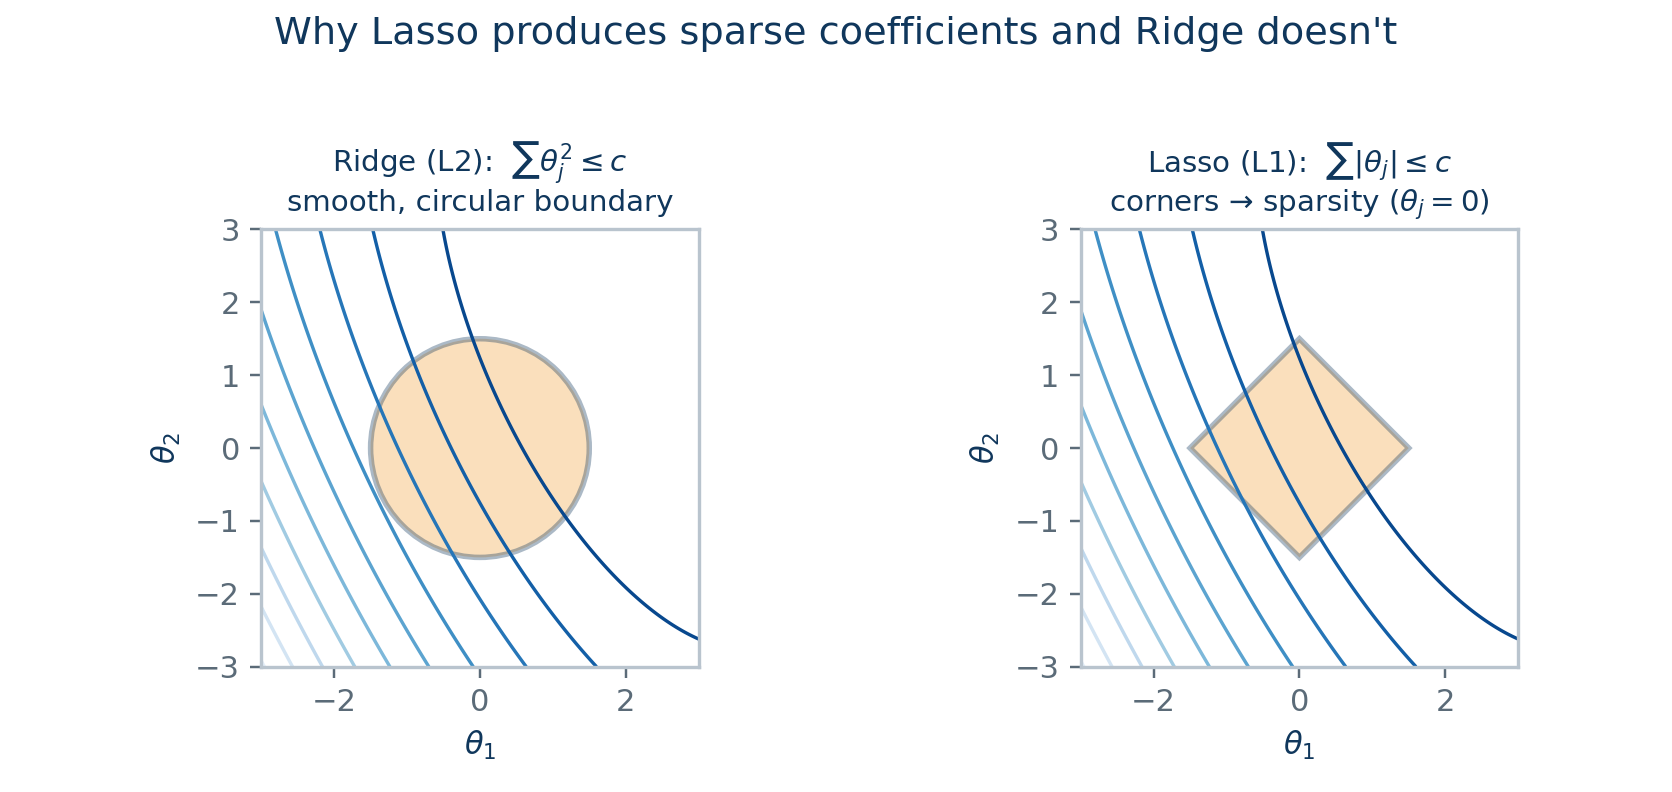 Why Lasso produces sparse coefficients and Ridge doesn't
Ridge (L2): ∑θ_j^2 ≤ c
smooth, circular boundary
3
2
1
0
−1
−2
−3
θ_2
−2 0 2
θ_1
Lasso (L1): ∑|θ_j| ≤ c
corners → sparsity (θ_j = 0)
3
2
1
0
−1
−2
−3
θ_2
−2 0 2
θ_1